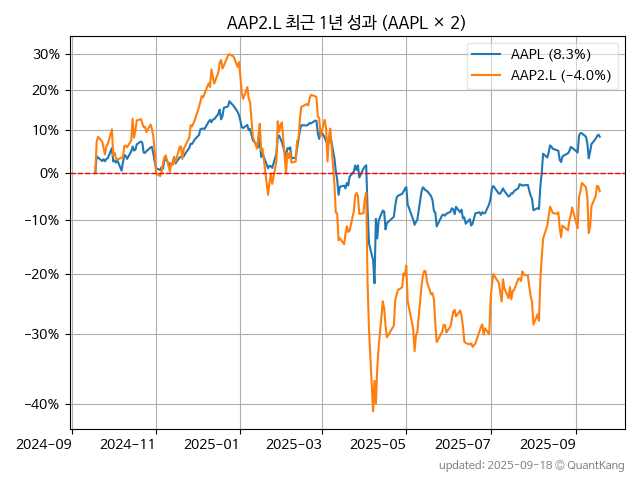 AAP2.L 최근 1년 성과 (AAPL × 2)
AAPL (8.3%)
AAP2.L (−4.0%)
30%
20%
10%
0%
−10%
−20%
−30%
−40%
2024−09 2024−11 2025−01 2025−03 2025−05 2025−07 2025−09
updated: 2025-09-18 © QuantKang